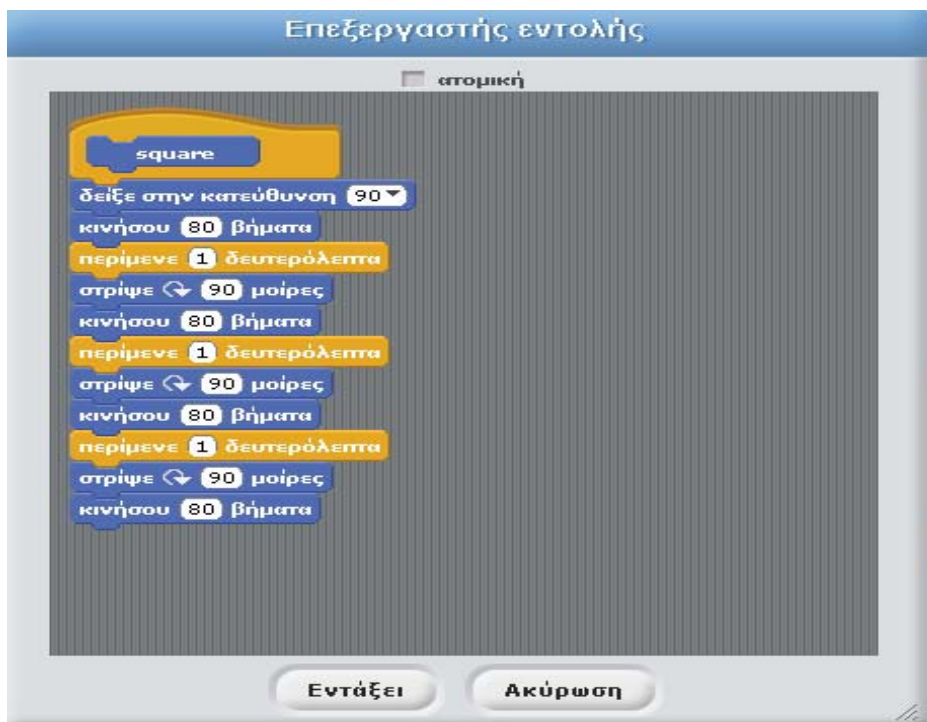 Επεξεργαστής εντολής
ατομική
square
δείξε στην κατεύθυνση 90
κινήσου 80 βήματα
περίμενε 1 δευτερόλεπτα
στρίψε 90 μοίρες
κινήσου 80 βήματα
περίμενε 1 δευτερόλεπτα
στρίψε 90 μοίρες
κινήσου 80 βήματα
περίμενε 1 δευτερόλεπτα
στρίψε 90 μοίρες
κινήσου 80 βήματα
Εντάξει Ακύρωση